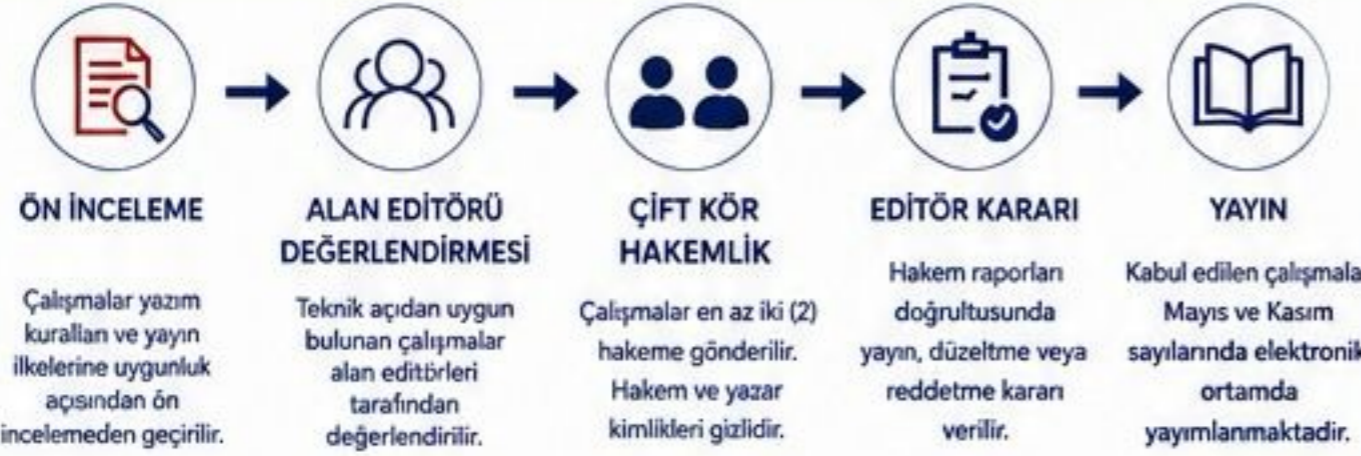 ÖN İNCELEME
Çalışmalar yazım
kuralları ve yayın
ilkelerine uygunluk
açısından ön
incelemeden geçirilir.
ALAN EDİTÖRÜ
DEĞERLENDİRMESİ
Teknik açıdan uygun
bulunan çalışmalar
alan editörleri
tarafından
değerlendirilir.
ÇİFT KÖR
HAKEMLİK
Çalışmalar en az iki (2)
hakeme gönderilir.
Hakem ve yazar
kimlikleri gizlidir.
EDİTÖR KARARI
Hakem raporları
doğrultusunda
yayın, düzeltme veya
reddetme kararı
verilir.
YAYIN
Kabul edilen çalışmala
Mayıs ve Kasım
sayılarında elektronik
ortamda
yayımlanmaktadir.